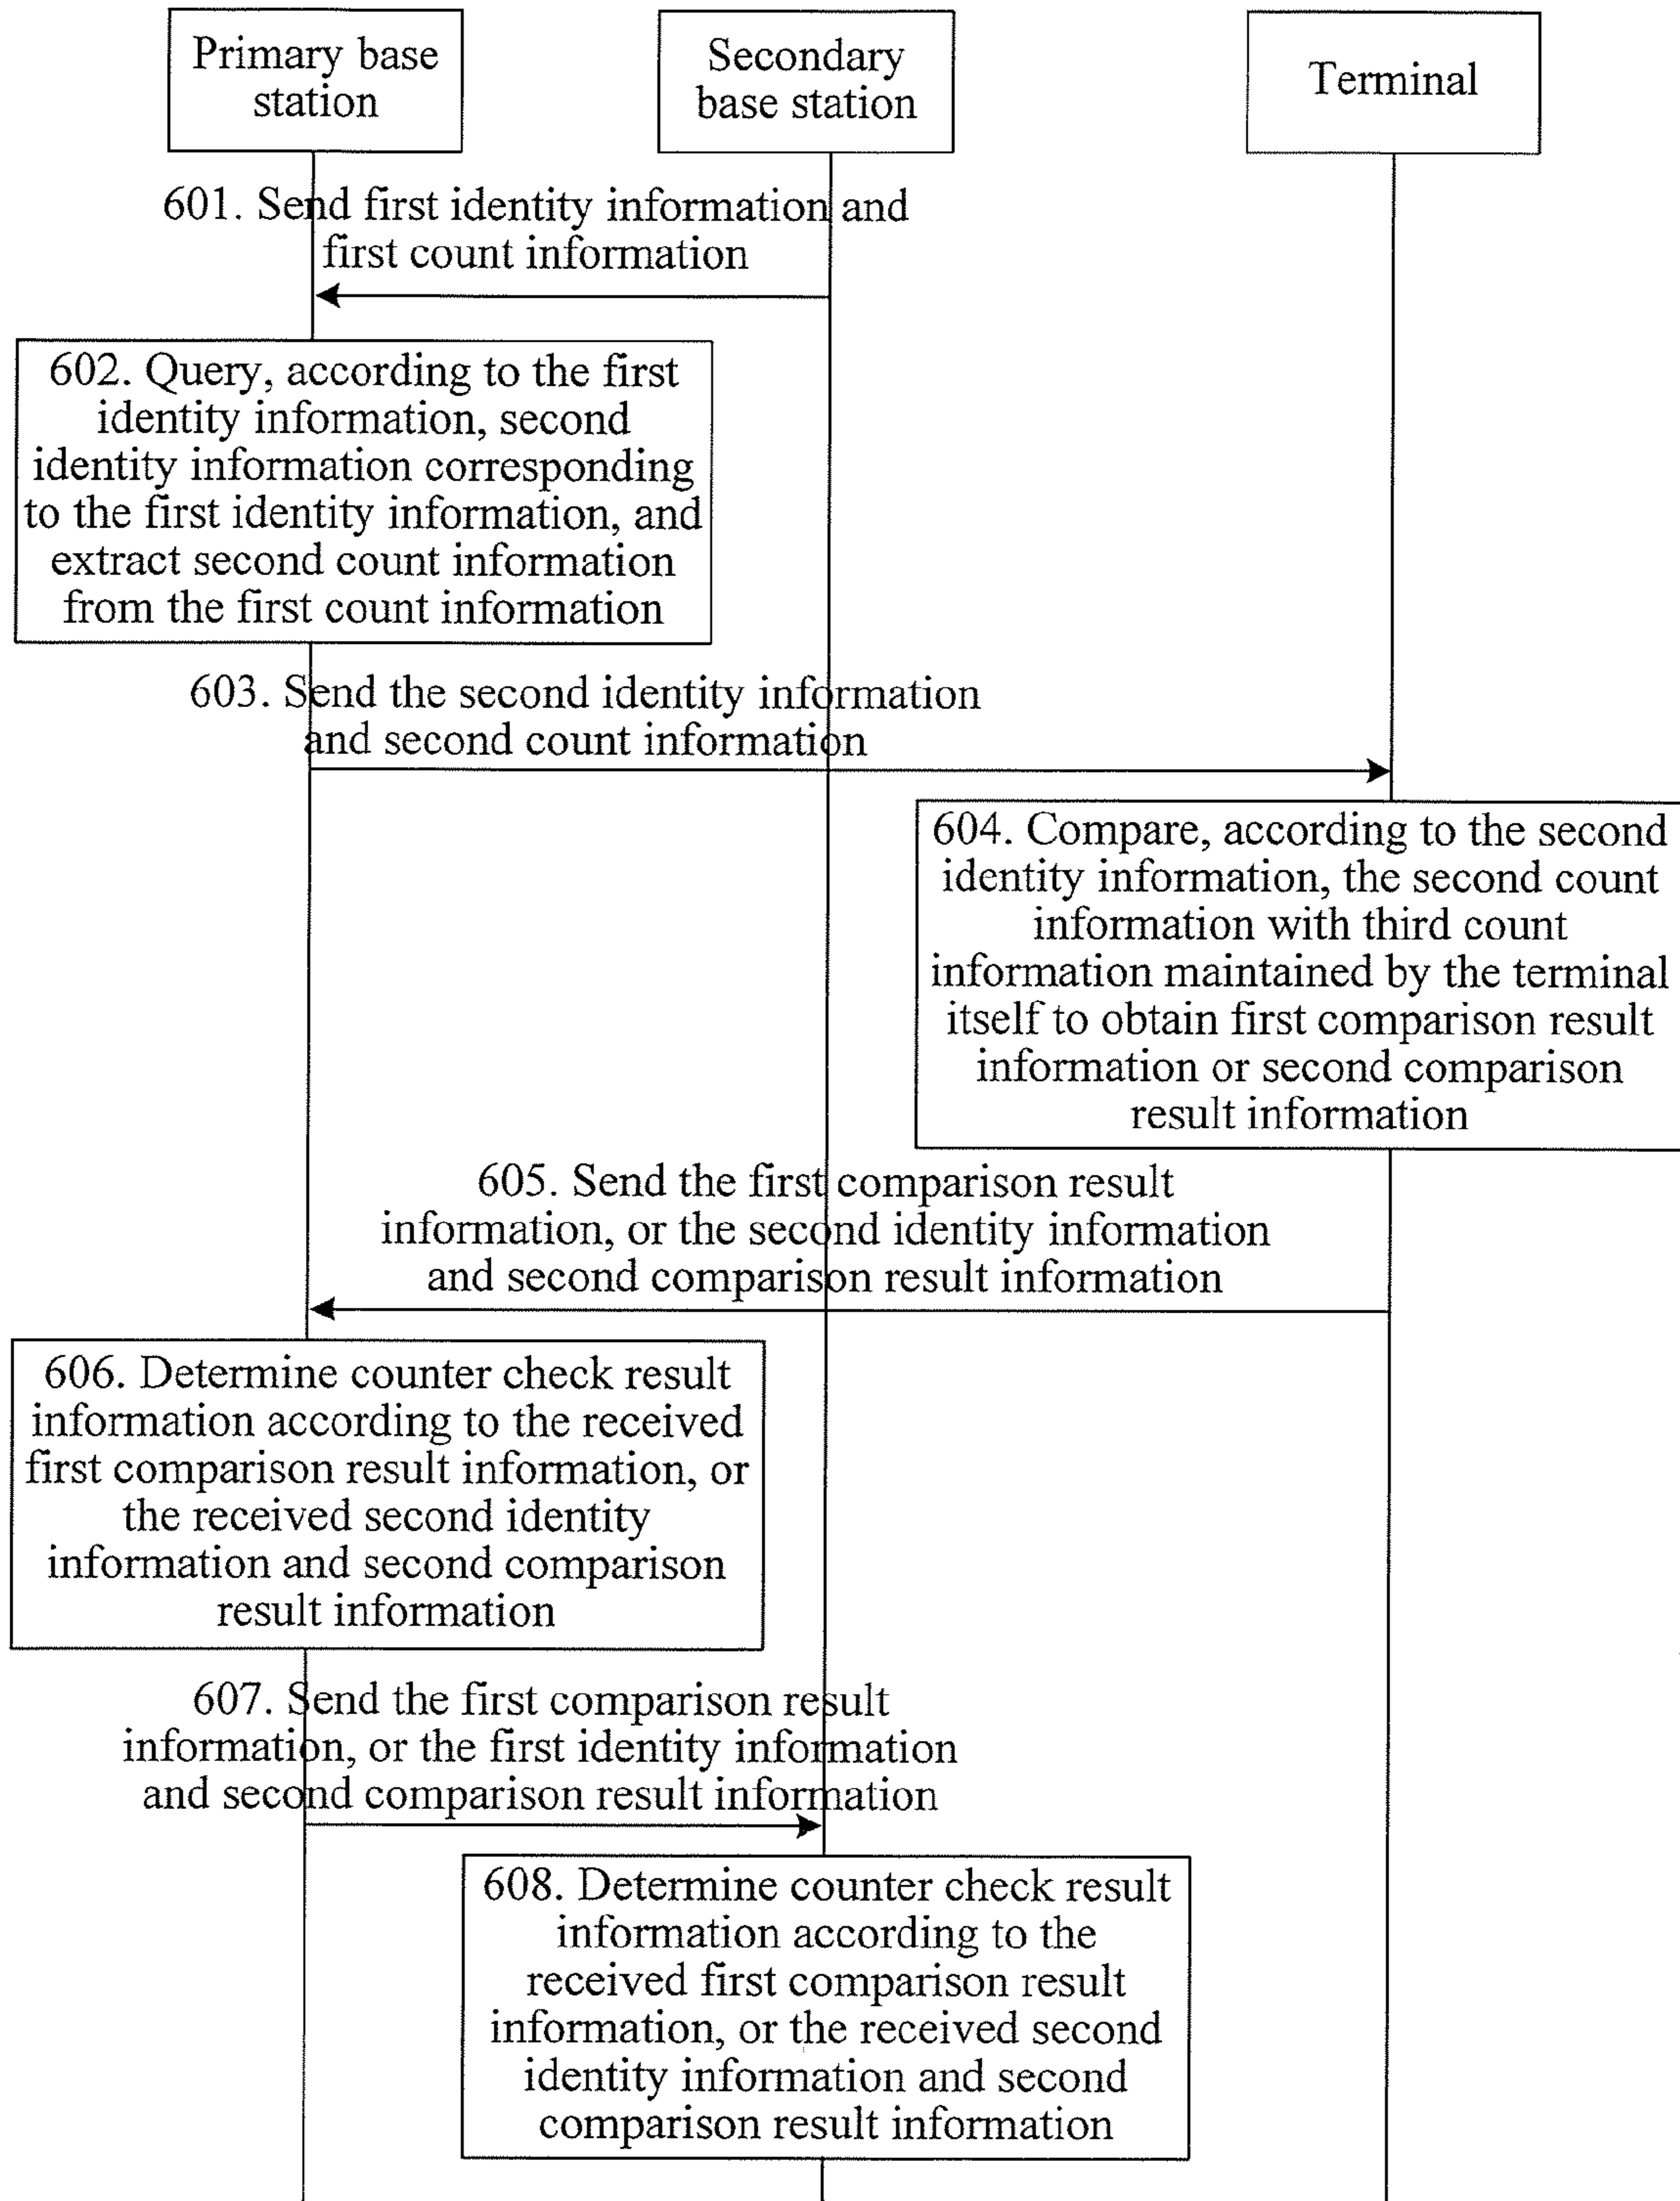 Primary base
station
Secondary
base station
Terminal
601. Send first identity information and
first count information
602. Query, according to the first
identity information, second
identity information corresponding
to the first identity information, and
extract second count information
from the first count information
603. Send the second identity information
and second count information
604. Compare, according to the second
identity information, the second count
information with third count
information maintained by the terminal
itself to obtain first comparison result
information or second comparison
result information
605. Send the first comparison result
information, or the second identity information
and second comparison result information
606. Determine counter check result
information according to the received
first comparison result information, or
the received second identity
information and second comparison
result information
607. Send the first comparison result
information, or the first identity information
and second comparison result information
608. Determine counter check result
information according to the
received first comparison result
information, or the received second
identity information and second
comparison result information